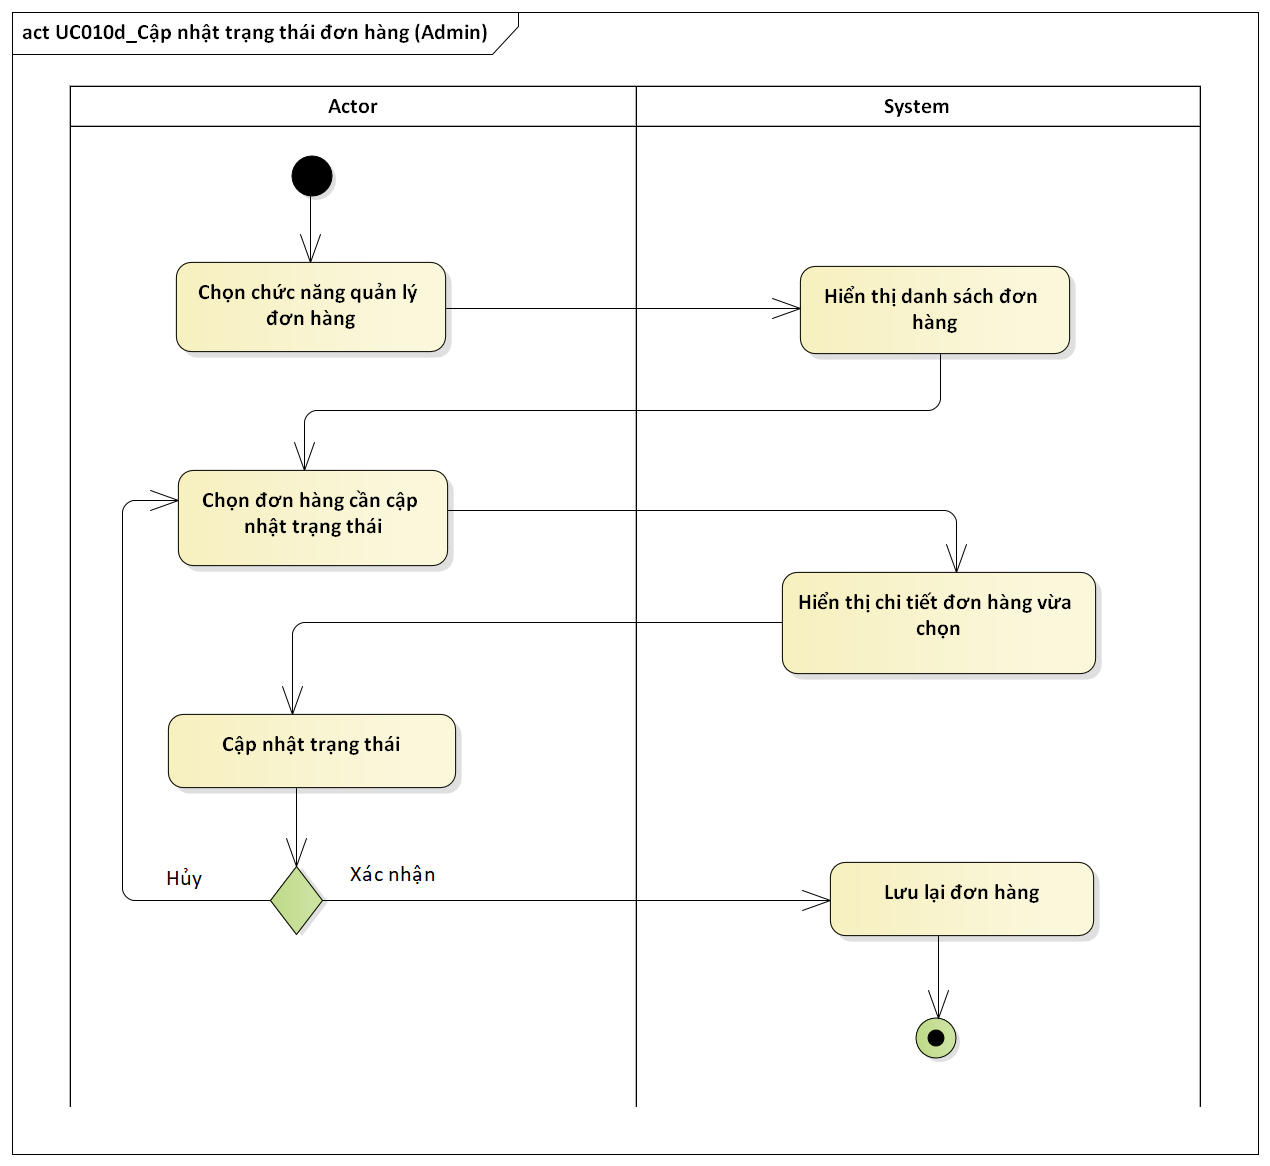 act UC010d_Cập nhật trạng thái đơn hàng (Admin)
Actor
System
Chọn chức năng quản lý
đơn hàng
Hiển thị danh sách đơn
hàng
Chọn đơn hàng cần cập
nhật trạng thái
Hiển thị chi tiết đơn hàng vừa
chọn
Cập nhật trạng thái
Hủy
Xác nhận
Lưu lại đơn hàng